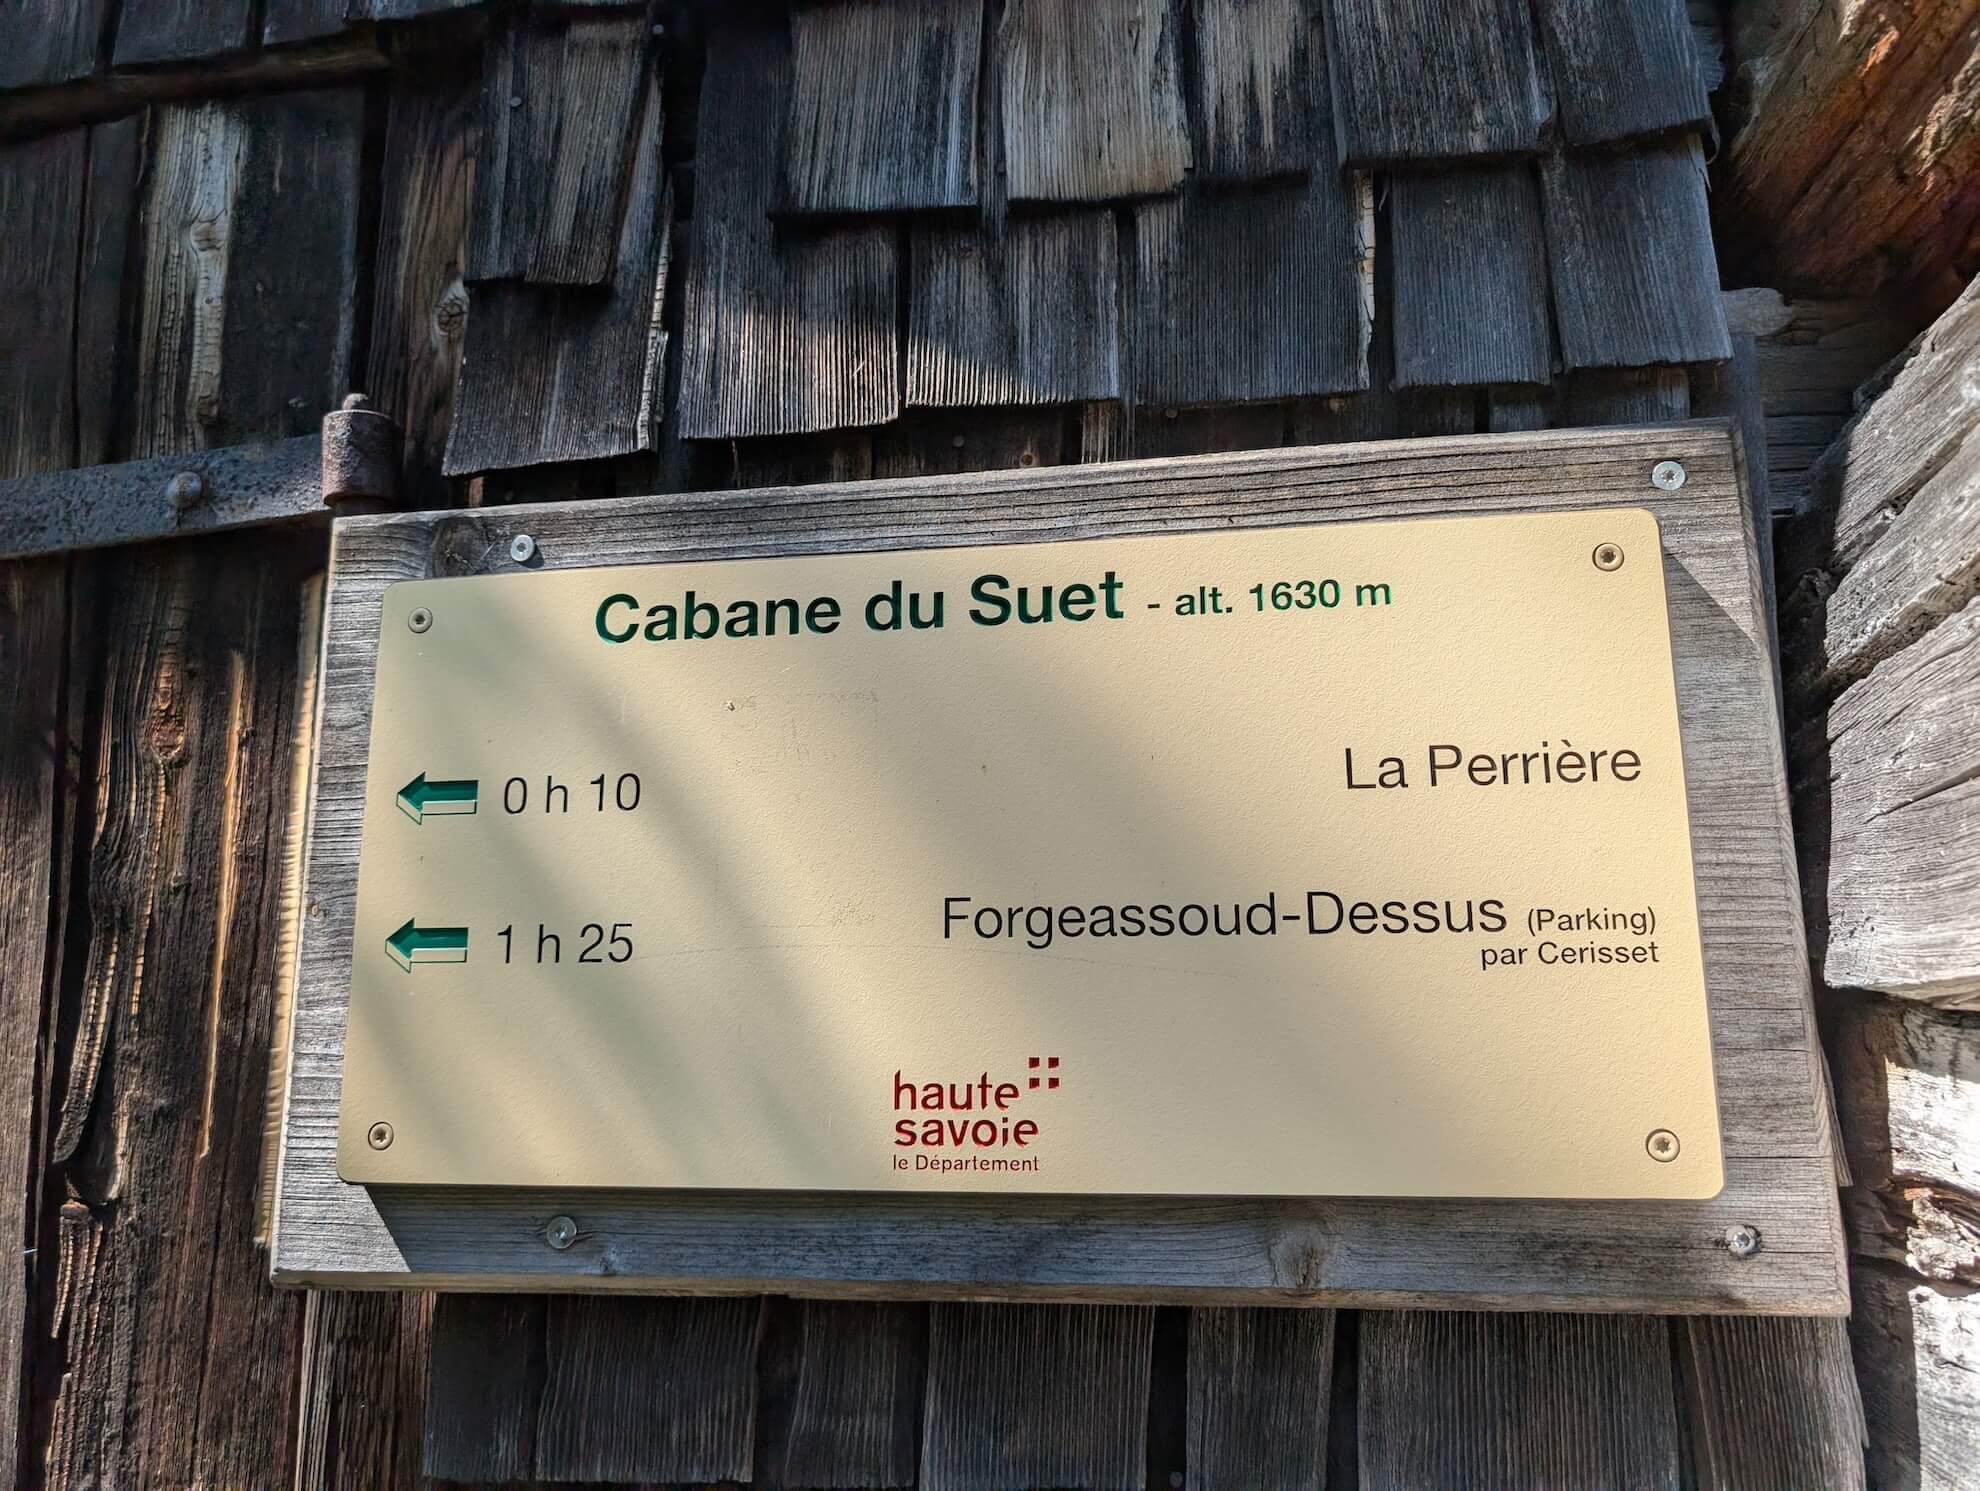 Cabane du Suet - alt. 1630 m
0 h 10 La Perrière
1 h 25 Forgeassoud-Dessus (Parking)
par Cerisset
haute
savoie
le Département